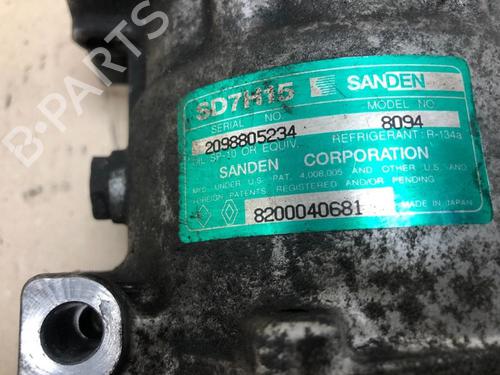 SD7H15 SANDEN
SERIAL NO. MODEL NO
2098805234 8094
OIL SP-10 OR EQUIV. REFRIGERANT: R-134a
SANDEN CORPORATION
MFD. UNDER U.S. PAT. 4,008,005 AND OTHER U.S.
FOREIGN PATENTS REGISTERED AND/OR PENDING
8200040681
MADE IN JAPAN
B-PARTS